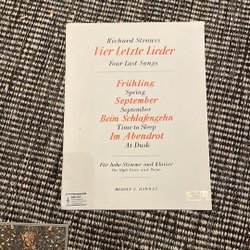 Richard Strauss
Vier Letzte Lieder
Four Last Songs
Frühling
Spring
September
September
Beim Schlafengehn
Time to Sleep
Im Abendrot
At Dusk
Für hohe Stimme und Klavier
For High Voice and Piano
BOOSEY & HAWKES